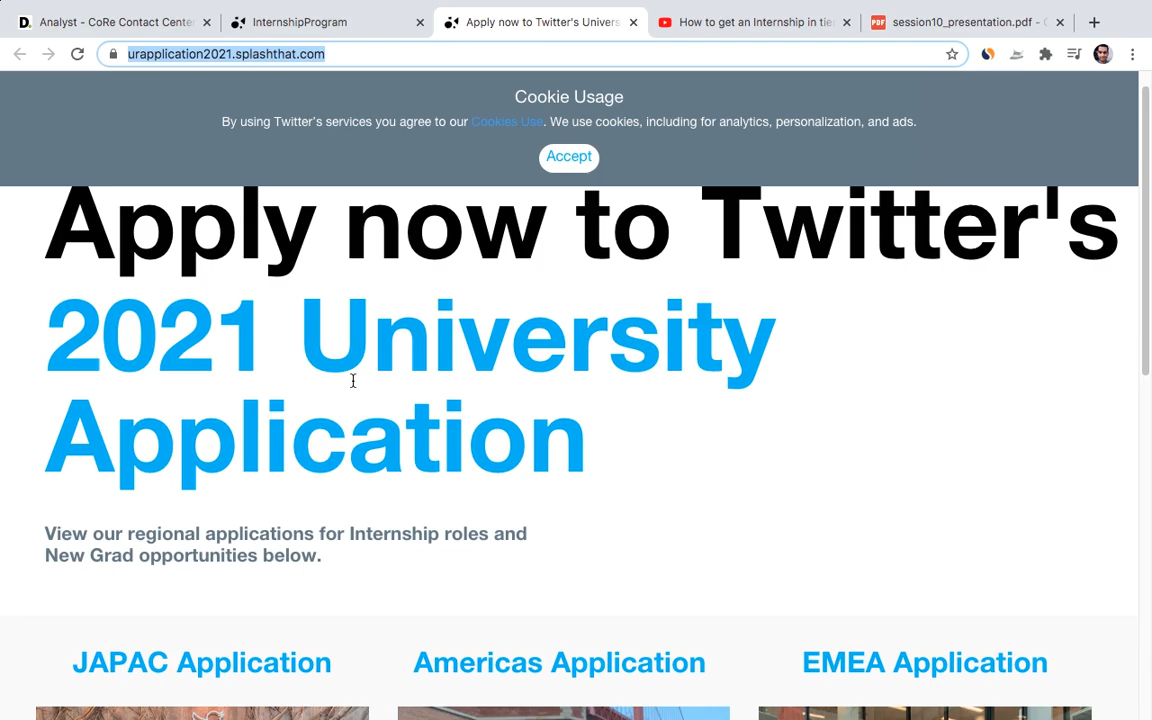 Analyst - CoRe Contact Cente
InternshipProgram
Apply now to Twitter's Univers
How to get an Internship in tie
session10_presentation.pdf -
urapplication2021.splashthat.com
Cookie Usage
By using Twitter's services you agree to our Cookies Use. We use cookies, including for analytics, personalization, and ads.
Accept
Apply now to Twitter's
2021 University
Application
View our regional applications for Internship roles and
New Grad opportunities below.
JAPAC Application
Americas Application
EMEA Application